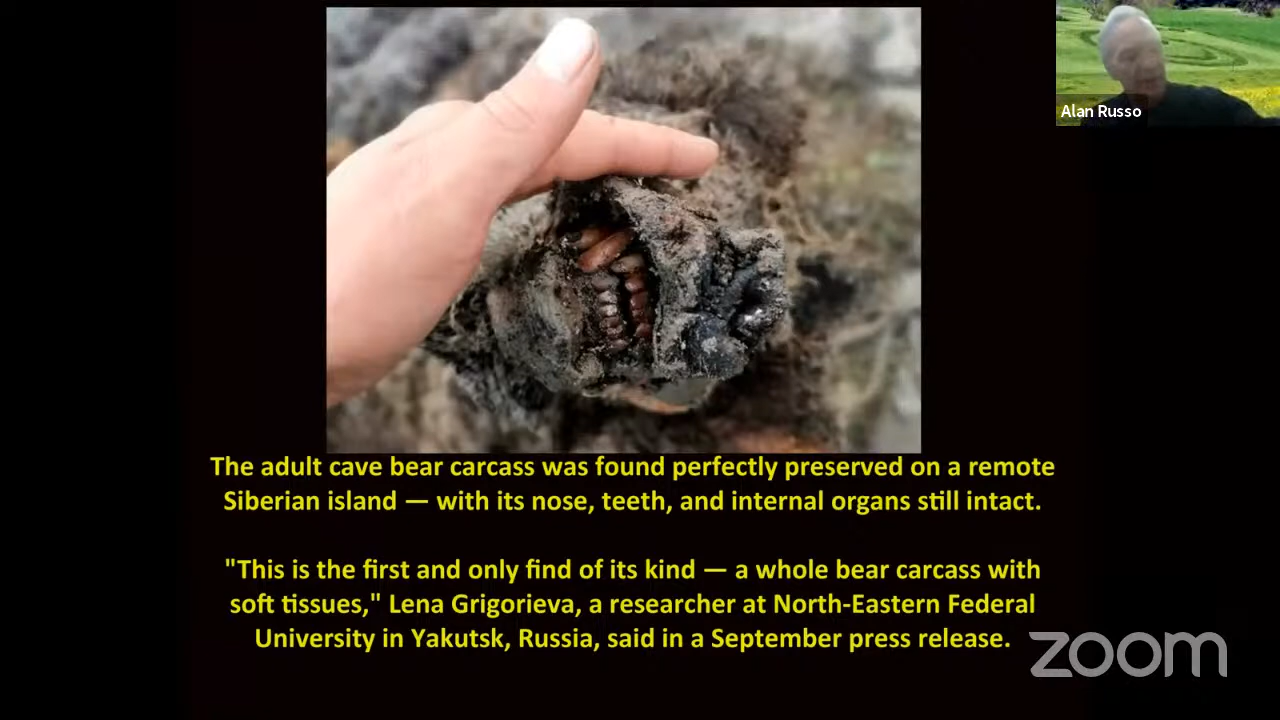 Alan Russo
The adult cave bear carcass was found perfectly preserved on a remote
Siberian island — with its nose, teeth, and internal organs still intact.
"This is the first and only find of its kind — a whole bear carcass with
soft tissues," Lena Grigorieva, a researcher at North-Eastern Federal
University in Yakutsk, Russia, said in a September press release.
zoom